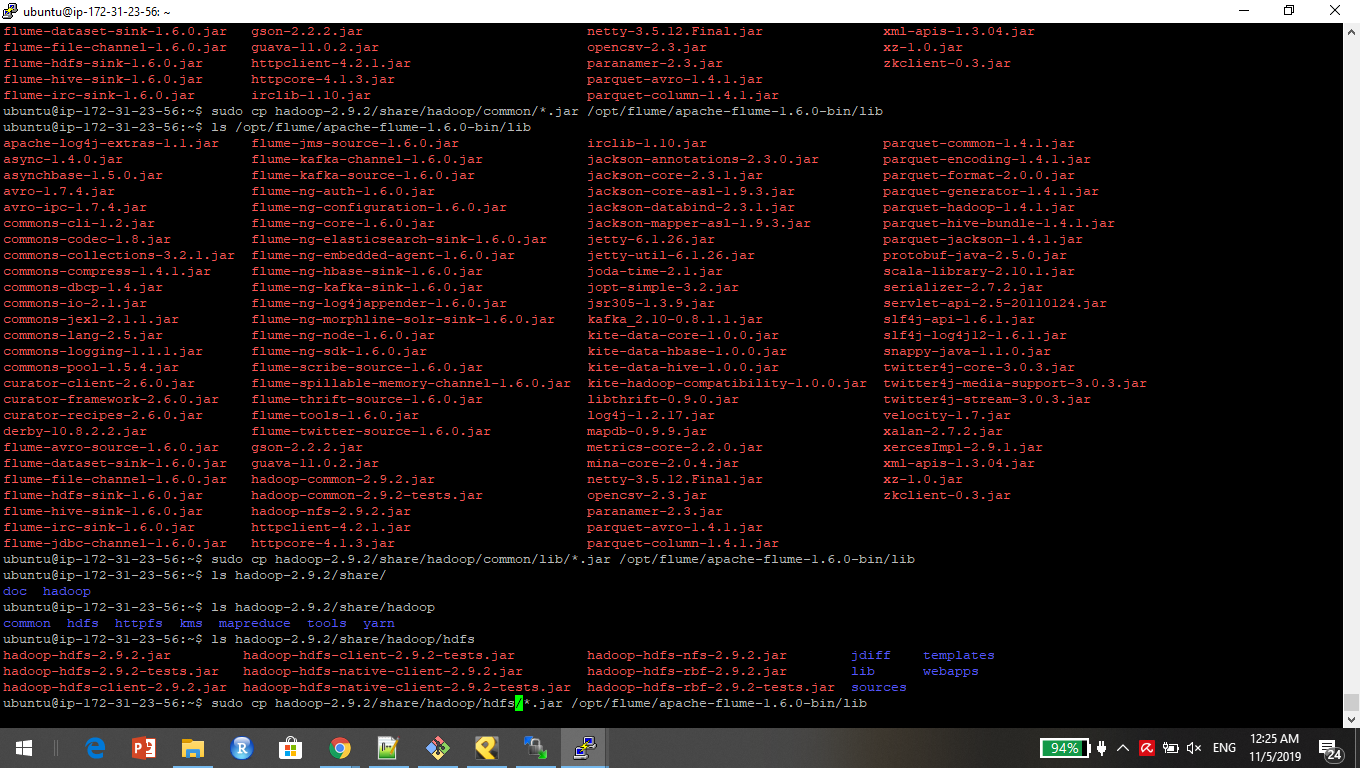 ubuntu@ip-172-31-23-56: ~
flume-dataset-sink-1.6.0.jar gson-2.2.2.jar netty-3.5.12.Final.jar xml-apis-1.3.04.jar
flume-file-channel-1.6.0.jar guava-11.0.2.jar opencsv-2.3.jar xz-1.0.jar
flume-hdfs-sink-1.6.0.jar httpclient-4.2.1.jar paranamer-2.3.jar zkclient-0.3.jar
flume-hive-sink-1.6.0.jar httpcore-4.1.3.jar parquet-avro-1.4.1.jar
flume-irc-sink-1.6.0.jar irclib-1.10.jar parquet-column-1.4.1.jar
ubuntu@ip-172-31-23-56:~$ sudo cp hadoop-2.9.2/share/hadoop/common/*.jar /opt/flume/apache-flume-1.6.0-bin/lib
ubuntu@ip-172-31-23-56:~$ ls /opt/flume/apache-flume-1.6.0-bin/lib
apache-log4j-extras-1.1.jar flume-jms-source-1.6.0.jar irclib-1.10.jar parquet-common-1.4.1.jar
async-1.4.0.jar flume-kafka-channel-1.6.0.jar jackson-annotations-2.3.0.jar parquet-encoding-1.4.1.jar
asynchbase-1.5.0.jar flume-kafka-source-1.6.0.jar jackson-core-2.3.1.jar parquet-format-2.0.0.jar
avro-1.7.4.jar flume-ng-auth-1.6.0.jar jackson-core-asl-1.9.3.jar parquet-generator-1.4.1.jar
avro-ipc-1.7.4.jar flume-ng-configuration-1.6.0.jar jackson-databind-2.3.1.jar parquet-hadoop-1.4.1.jar
commons-cli-1.2.jar flume-ng-core-1.6.0.jar jackson-mapper-asl-1.9.3.jar parquet-hive-bundle-1.4.1.jar
commons-codec-1.8.jar flume-ng-elasticsearch-sink-1.6.0.jar jetty-6.1.26.jar parquet-jackson-1.4.1.jar
commons-collections-3.2.1.jar flume-ng-embedded-agent-1.6.0.jar jetty-util-6.1.26.jar protobuf-java-2.5.0.jar
commons-compress-1.4.1.jar flume-ng-hbase-sink-1.6.0.jar joda-time-2.1.jar scala-library-2.10.1.jar
commons-dbcp-1.4.jar flume-ng-kafka-sink-1.6.0.jar jopt-simple-3.2.jar serializer-2.7.2.jar
commons-io-2.1.jar flume-ng-log4jappender-1.6.0.jar jsr305-1.3.9.jar servlet-api-2.5-20110124.jar
commons-jexl-2.1.1.jar flume-ng-morphline-solr-sink-1.6.0.jar kafka_2.10-0.8.1.1.jar slf4j-api-1.6.1.jar
commons-lang-2.5.jar flume-ng-node-1.6.0.jar kite-data-core-1.0.0.jar slf4j-log4j12-1.6.1.jar
commons-logging-1.1.1.jar flume-ng-sdk-1.6.0.jar kite-data-hbase-1.0.0.jar snappy-java-1.1.0.jar
commons-pool-1.5.4.jar flume-scribe-source-1.6.0.jar kite-data-hive-1.0.0.jar twitter4j-core-3.0.3.jar
curator-client-2.6.0.jar flume-spillable-memory-channel-1.6.0.jar kite-hadoop-compatibility-1.0.0.jar twitter4j-media-support-3.0.3.jar
curator-framework-2.6.0.jar flume-thrift-source-1.6.0.jar libthrift-0.9.0.jar twitter4j-stream-3.0.3.jar
curator-recipes-2.6.0.jar flume-tools-1.6.0.jar log4j-1.2.17.jar velocity-1.7.jar
derby-10.8.2.2.jar flume-twitter-source-1.6.0.jar mapdb-0.9.9.jar xalan-2.7.2.jar
flume-avro-source-1.6.0.jar gson-2.2.2.jar metrics-core-2.2.0.jar xercesImpl-2.9.1.jar
flume-dataset-sink-1.6.0.jar guava-11.0.2.jar mina-core-2.0.4.jar xml-apis-1.3.04.jar
flume-file-channel-1.6.0.jar hadoop-common-2.9.2.jar netty-3.5.12.Final.jar xz-1.0.jar
flume-hdfs-sink-1.6.0.jar hadoop-common-2.9.2-tests.jar opencsv-2.3.jar zkclient-0.3.jar
flume-hive-sink-1.6.0.jar hadoop-nfs-2.9.2.jar paranamer-2.3.jar
flume-irc-sink-1.6.0.jar httpclient-4.2.1.jar parquet-avro-1.4.1.jar
flume-jdbc-channel-1.6.0.jar httpcore-4.1.3.jar parquet-column-1.4.1.jar
ubuntu@ip-172-31-23-56:~$ sudo cp hadoop-2.9.2/share/hadoop/common/lib/*.jar /opt/flume/apache-flume-1.6.0-bin/lib
ubuntu@ip-172-31-23-56:~$ ls hadoop-2.9.2/share/
doc hadoop
ubuntu@ip-172-31-23-56:~$ ls hadoop-2.9.2/share/hadoop
common hdfs httpfs kms mapreduce tools yarn
ubuntu@ip-172-31-23-56:~$ ls hadoop-2.9.2/share/hadoop/hdfs
hadoop-hdfs-2.9.2.jar hadoop-hdfs-client-2.9.2-tests.jar hadoop-hdfs-nfs-2.9.2.jar jdiff templates
hadoop-hdfs-2.9.2-tests.jar hadoop-hdfs-native-client-2.9.2.jar hadoop-hdfs-rbf-2.9.2.jar lib webapps
hadoop-hdfs-client-2.9.2.jar hadoop-hdfs-native-client-2.9.2-tests.jar hadoop-hdfs-rbf-2.9.2-tests.jar sources
ubuntu@ip-172-31-23-56:~$ sudo cp hadoop-2.9.2/share/hadoop/hdfs/*.jar /opt/flume/apache-flume-1.6.0-bin/lib
94% ENG 12:25 AM
11/5/2019 24